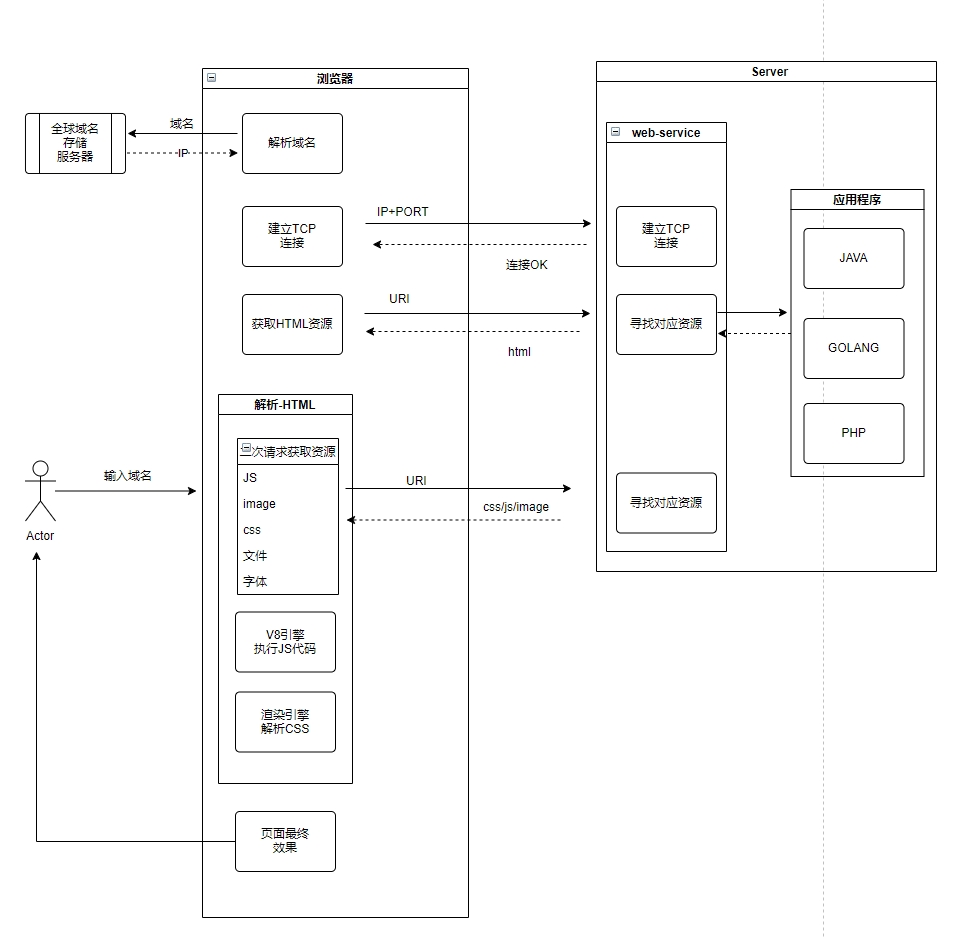 浏览器
Server
全球域名
存储
服务器
域名
IP
解析域名
web-service
建立TCP
连接
IP+PORT
连接OK
建立TCP
连接
应用程序
JAVA
GOLANG
PHP
获取HTML资源
URI
html
寻找对应资源
解析-HTML
次请求获取资源
JS
image
css
文件
字体
URI
css/js/image
寻找对应资源
输入域名
Actor
V8引擎
执行JS代码
渲染引擎
解析CSS
页面最终
效果